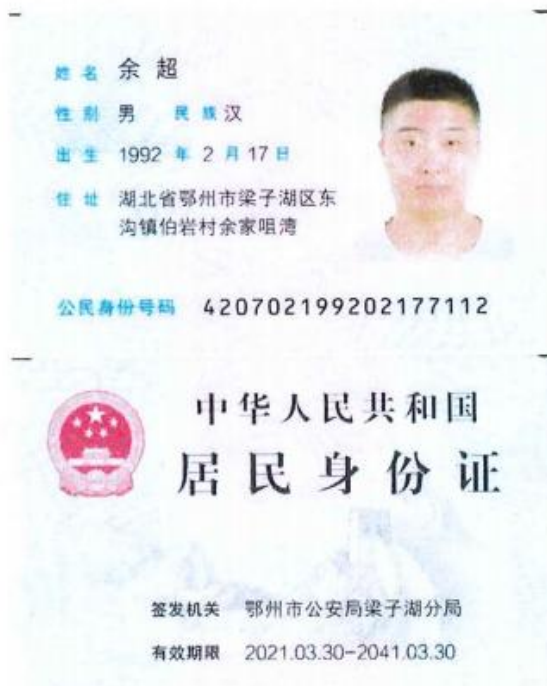 姓名 余超
性别 男 民族 汉
出生 1992 年 2 月 17 日
住址 湖北省鄂州市梁子湖区东
沟镇伯岩村余家咀湾
公民身份号码 420702199202177112
中华人民共和国
居民身份证
签发机关 鄂州市公安局梁子湖分局
有效期限 2021.03.30-2041.03.30